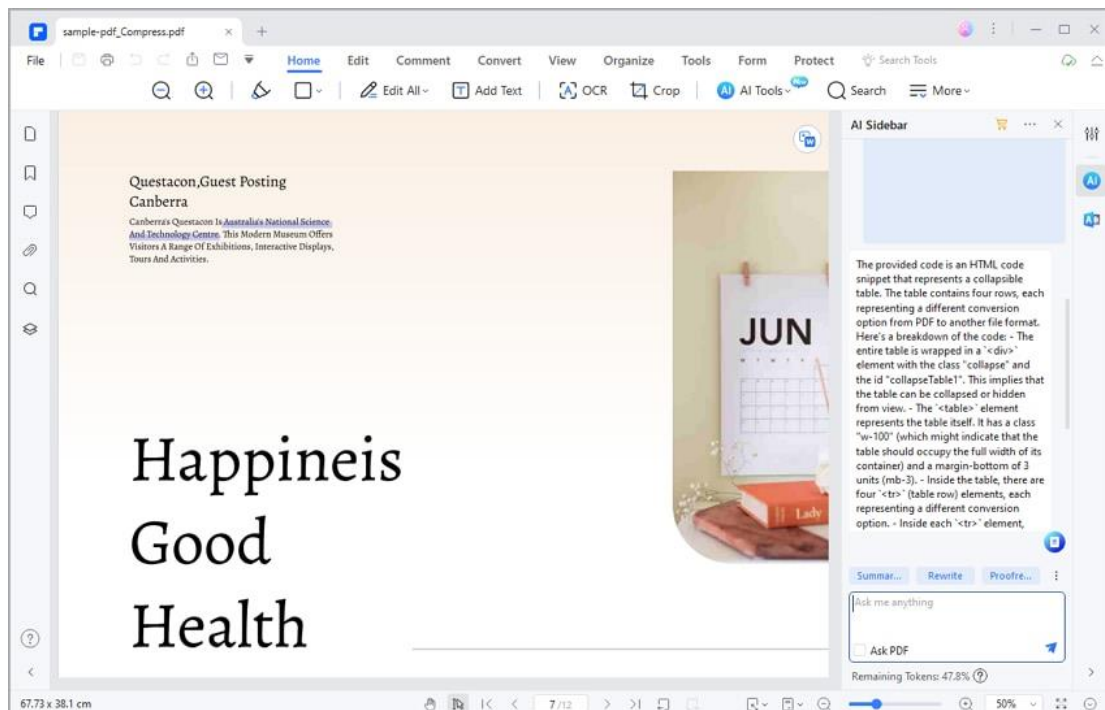 sample-pdf_Compress.pdf
File
Home
Edit
Comment
Convert
View
Organize
Tools
Form
Protect
Search Tools
Edit All
Add Text
OCR
Crop
AI Tools
Search
More
Questacon,Guest Posting
Canberra
Canberra's Questacon Is Australia's National Science
And Technology Centre. This Modern Museum Offers
Visitors A Range Of Exhibitions, Interactive Displays,
Tours And Activities.
Happineis
Good
Health
JUN
Lady
AI Sidebar
The provided code is an HTML code
snippet that represents a collapsible
table. The table contains four rows, each
representing a different conversion
option from PDF to another file format.
Here's a breakdown of the code: - The
entire table is wrapped in a `<div>`
element with the class "collapse" and
the id "collapseTable1". This implies that
the table can be collapsed or hidden
from view. - The `<table>` element
represents the table itself. It has a class
"w-100" (which might indicate that the
table should occupy the full width of its
container) and a margin-bottom of 3
units (mb-3). - Inside the table, there are
four `<tr>` (table row) elements, each
representing a different conversion
option. - Inside each `<tr>` element,
Summar...
Rewrite
Proofre...
Ask me anything
Ask PDF
Remaining Tokens: 47.8%
67.73 x 38.1 cm
7 /12
50%